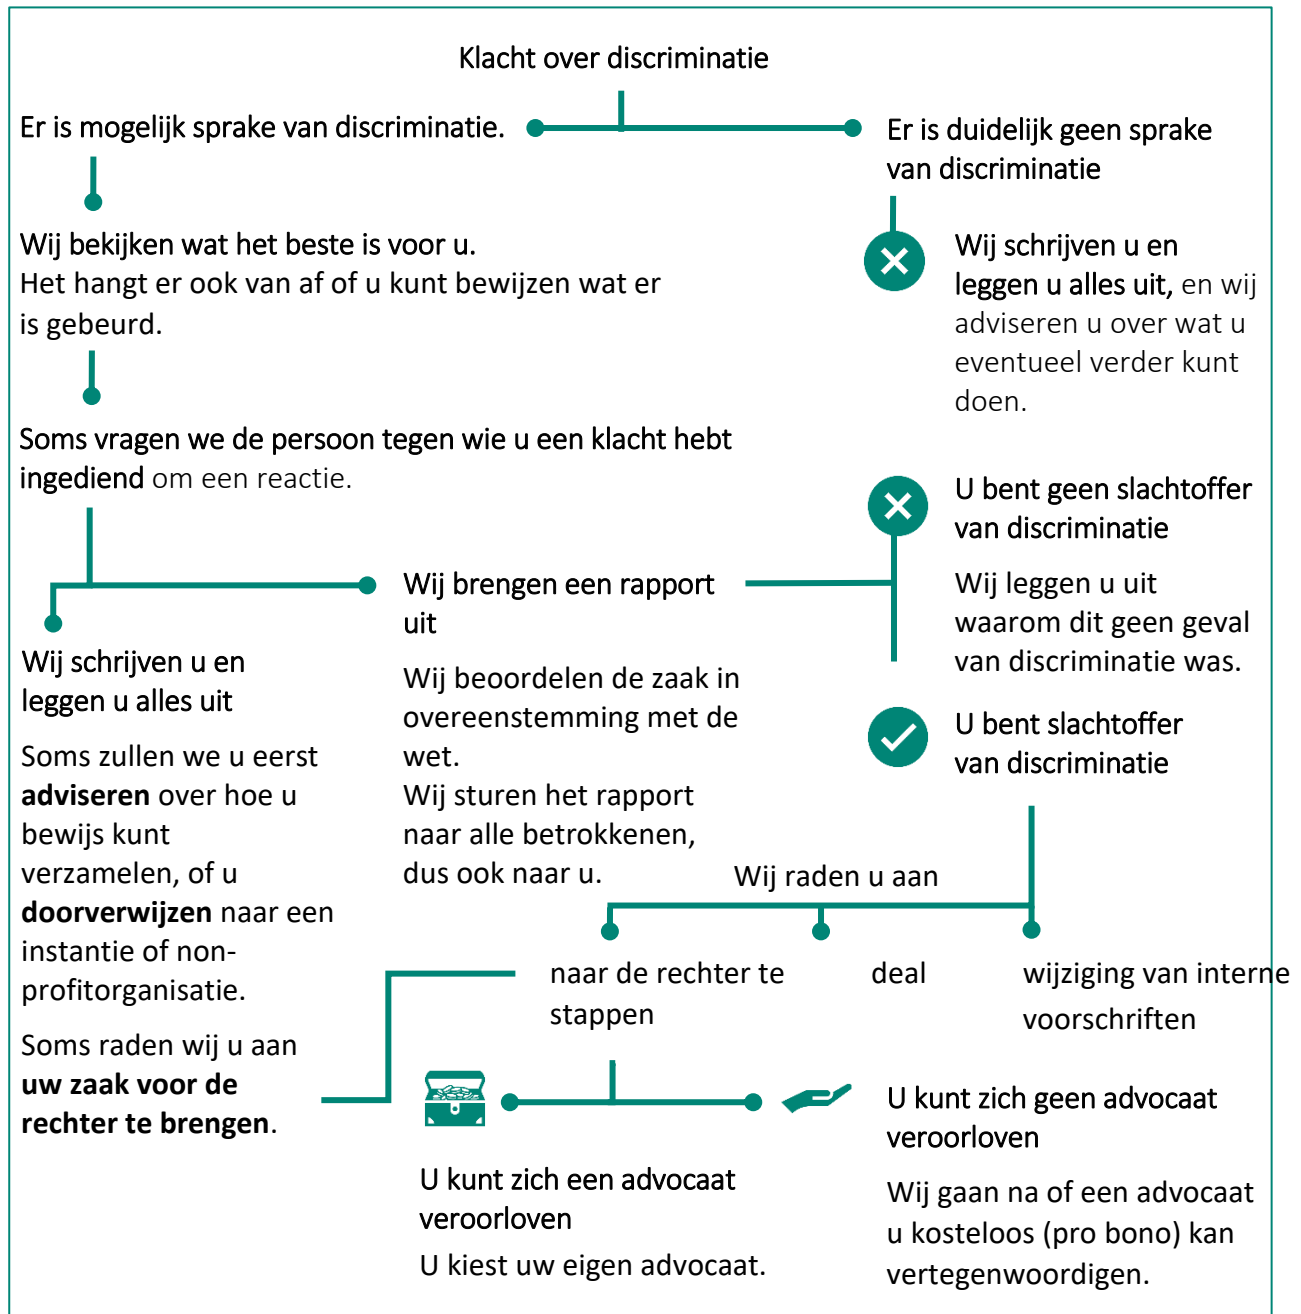 Klacht over discriminatie
Er is mogelijk sprake van discriminatie.
Er is duidelijk geen sprake
van discriminatie
Wij bekijken wat het beste is voor u.
Het hangt er ook van af of u kunt bewijzen wat er
is gebeurd.
Wij schrijven u en
leggen u alles uit, en wij
adviseren u over wat u
eventueel verder kunt
doen.
Soms vragen we de persoon tegen wie u een klacht hebt
ingediend om een reactie.
U bent geen slachtoffer
van discriminatie
Wij leggen u uit
waarom dit geen geval
van discriminatie was.
Wij brengen een rapport
uit
Wij beoordelen de zaak in
overeenstemming met de
wet.
Wij sturen het rapport
naar alle betrokkenen,
dus ook naar u.
Wij schrijven u en
leggen u alles uit
Soms zullen we u eerst
adviseren over hoe u
bewijs kunt
verzamelen, of u
doorverwijzen naar een
instantie of non-
profitorganisatie.
Soms raden wij u aan
uw zaak voor de
rechter te brengen.
U bent slachtoffer
van discriminatie
Wij raden u aan
naar de rechter te
stappen
deal
wijziging van interne
voorschriften
U kunt zich een advocaat
veroorloven
U kiest uw eigen advocaat.
U kunt zich geen advocaat
veroorloven
Wij gaan na of een advocaat
u kosteloos (pro bono) kan
vertegenwoordigen.